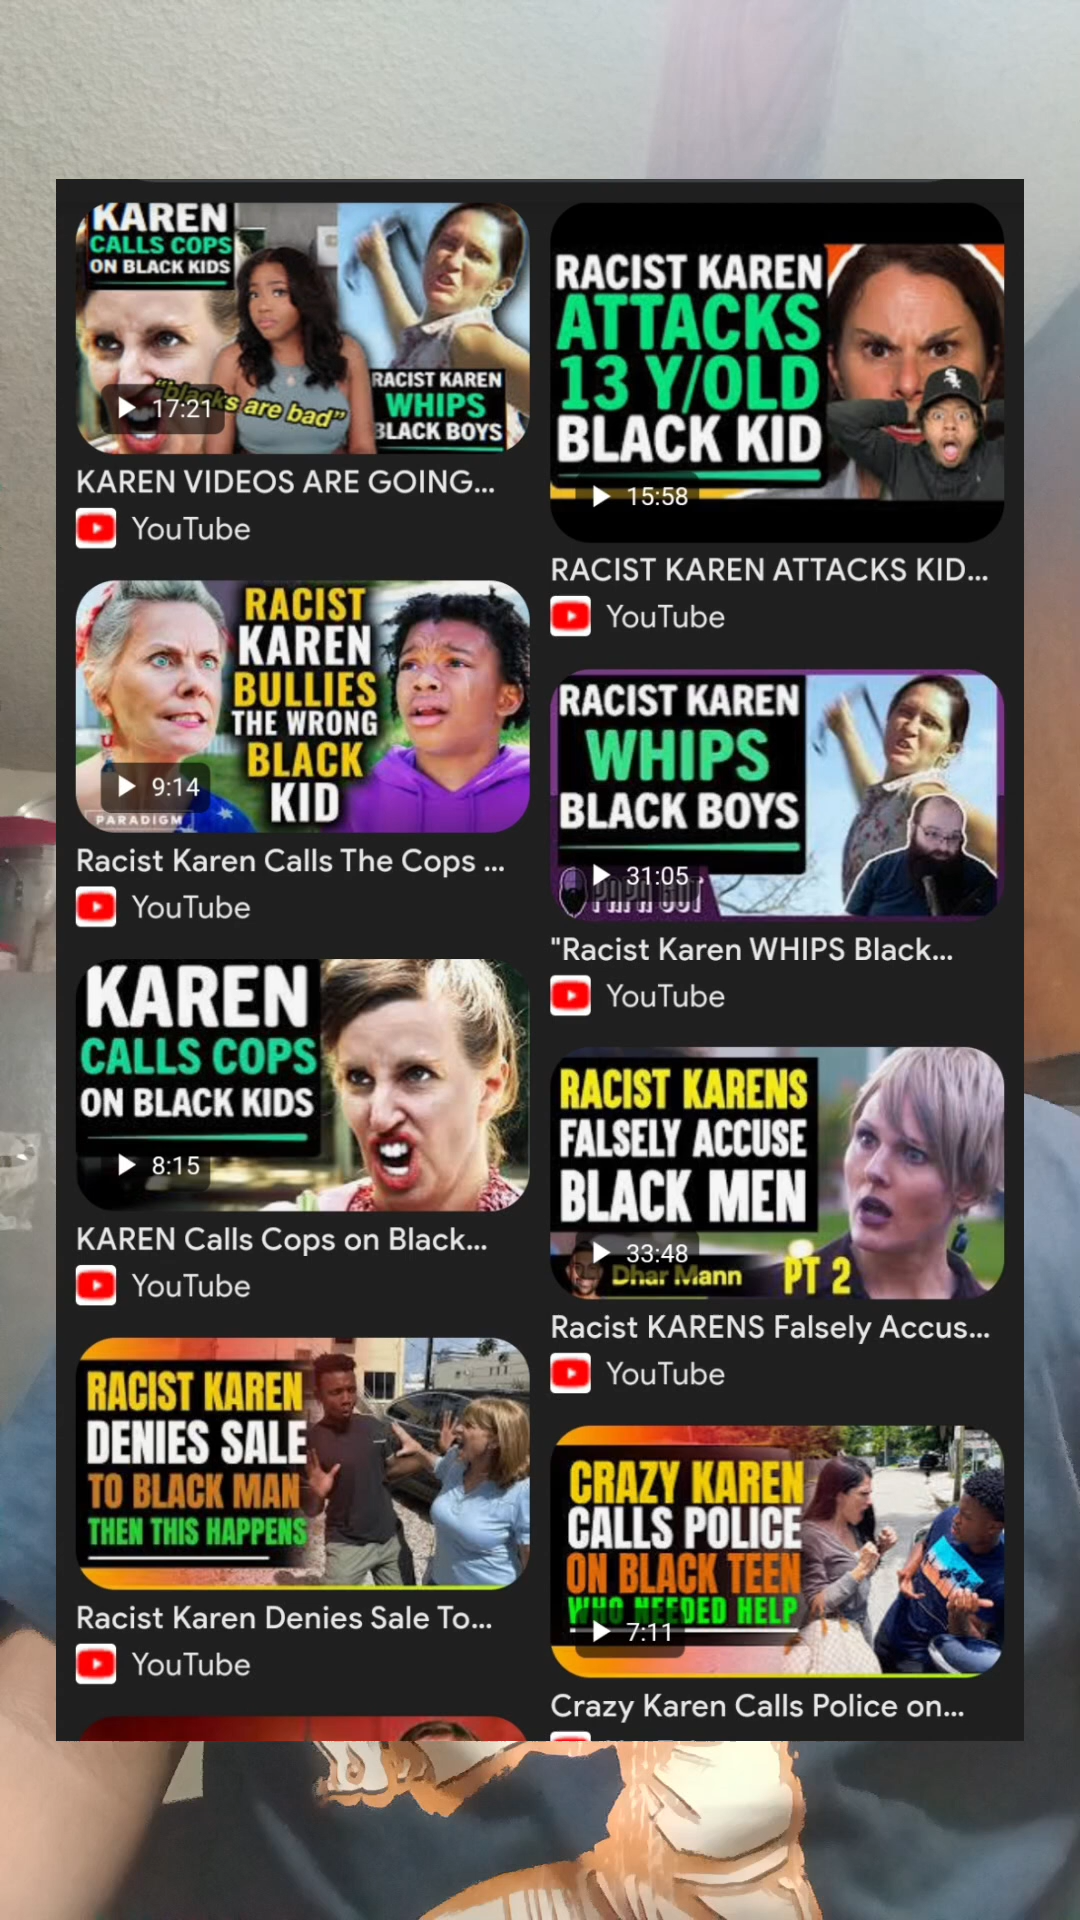 KAREN
CALLS COPS
ON BLACK KIDS
"blacks are bad"
RACIST KAREN
WHIPS
BLACK BOYS
17:21
KAREN VIDEOS ARE GOING...
YouTube
RACIST KAREN
ATTACKS
13 Y/OLD
BLACK KID
15:58
RACIST KAREN ATTACKS KID...
YouTube
RACIST
KAREN
BULLIES
THE WRONG
BLACK
KID
9:14
PARADIGM
Racist Karen Calls The Cops ...
YouTube
RACIST KAREN
WHIPS
BLACK BOYS
31:05
PAPA GUT
"Racist Karen WHIPS Black...
YouTube
KAREN
CALLS COPS
ON BLACK KIDS
8:15
KAREN Calls Cops on Black...
YouTube
RACIST KARENS
FALSELY ACCUSE
BLACK MEN
33:48
Dhar Mann
PT 2
Racist KARENS Falsely Accus...
YouTube
RACIST KAREN
DENIES SALE
TO BLACK MAN
THEN THIS HAPPENS
Racist Karen Denies Sale To...
YouTube
CRAZY KAREN
CALLS POLICE
ON BLACK TEEN
WHO NEEDED HELP
7:11
Crazy Karen Calls Police on...